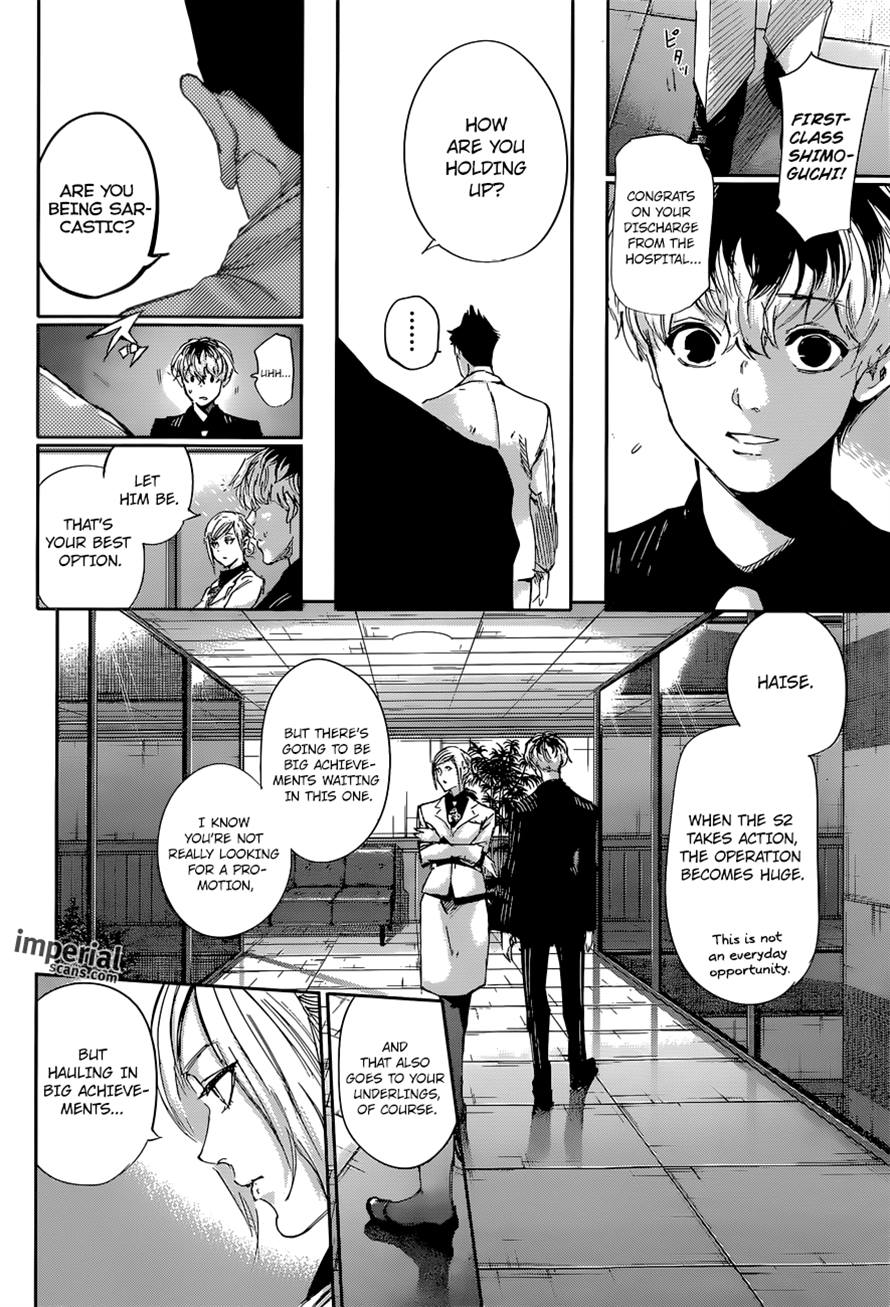 FIRST-
CLASS
SHIMO-
GUCHI!
ピタッ
CONGRATS
ON YOUR
DISCHARGE
FROM THE
HOSPITAL...
HOW
ARE YOU
HOLDING
UP?
......
ARE YOU
BEING SAR-
CASTIC?
UHH...
LET
HIM BE.
THAT'S
YOUR BEST
OPTION.
HAISE.
WHEN THE S2
TAKES ACTION,
THE OPERATION
BECOMES HUGE.
This is not
an everyday
opportunity.
BUT THERE'S
GOING TO BE
BIG ACHIEVE-
MENTS WAITING
IN THIS ONE.
I KNOW
YOU'RE NOT
REALLY LOOKING
FOR A PRO-
MOTION,
AND
THAT ALSO
GOES TO YOUR
UNDERLINGS,
OF COURSE.
BUT
HAULING IN
BIG ACHIEVE-
MENTS...
imperial
scans.com